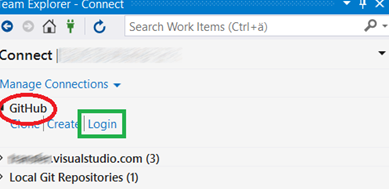 Team Explorer - Connect
Search Work Items (Ctrl+ä)
Connect
Manage Connections
GitHub
Clone Create Login
.visualstudio.com (3)
Local Git Repositories (1)